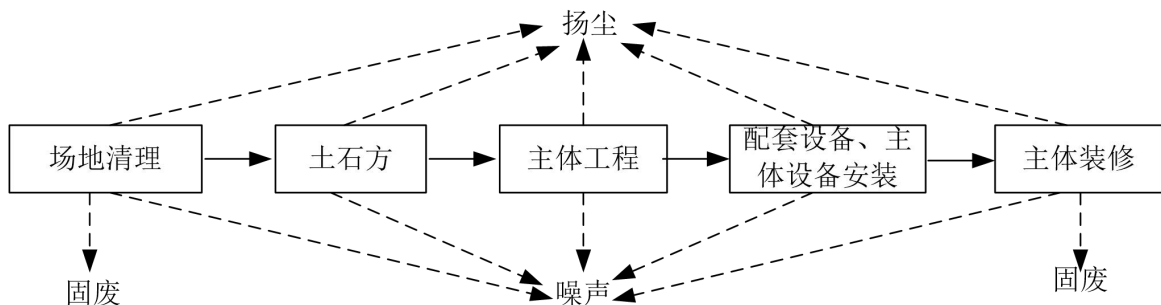 扬尘
场地清理
土石方
主体工程
配套设备、主
体设备安装
主体装修
固废
噪声
固废